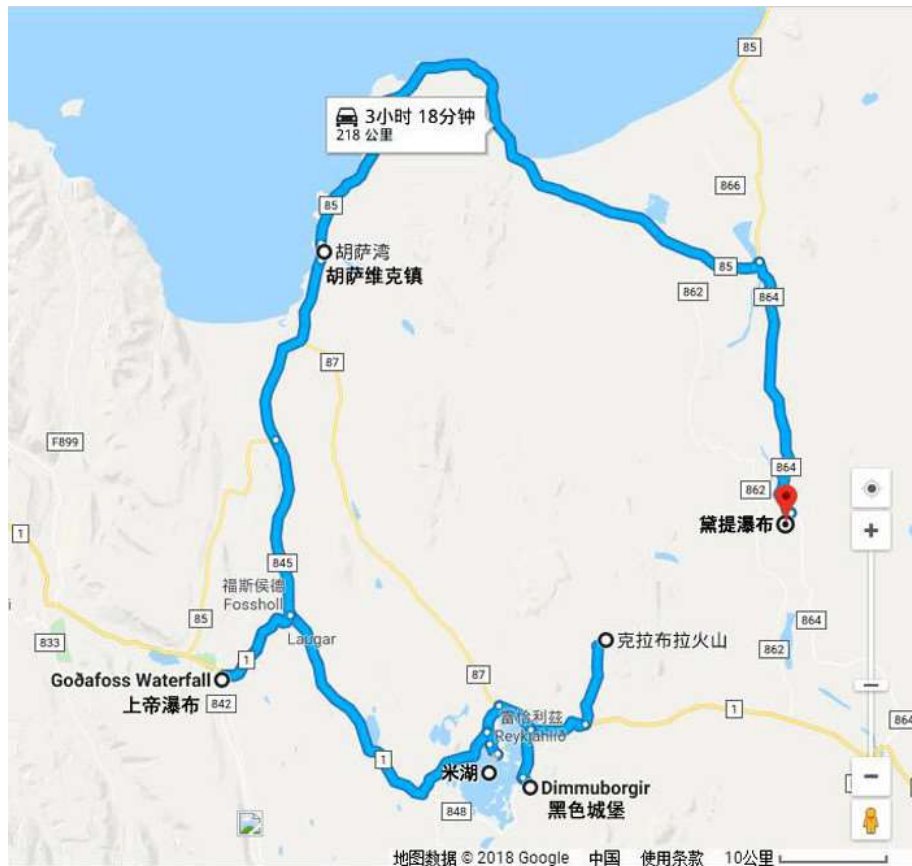 85
3小时 18分钟
218 公里
866
85
胡萨湾
胡萨维克镇
85
862
864
87
F899
864
862
1
黛提瀑布
845
福斯侯德
Fossholl
85
Laugar
克拉布拉火山
864
833
862
1
Goðafoss Waterfall
上帝瀑布
842
87
富怡利兹
Reykjahlíð
1
864
1
米湖
Dimmuborgir
黑色城堡
848
地图数据 © 2018 Google 中国 使用条款 10公里